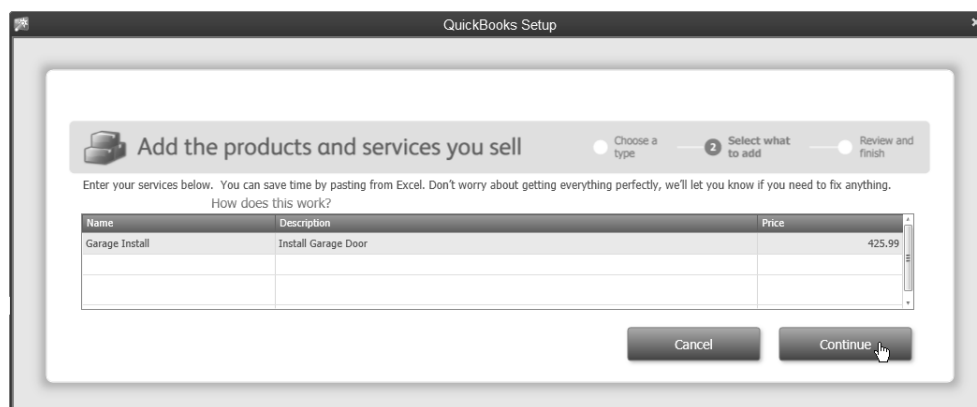 QuickBooks Setup
Add the products and services you sell
Choose a
type
2
Select what
to add
Review and
finish
Enter your services below. You can save time by pasting from Excel. Don't worry about getting everything perfectly, we'll let you know if you need to fix anything.
How does this work?
Name Description Price
Garage Install Install Garage Door 425.99
Cancel Continue